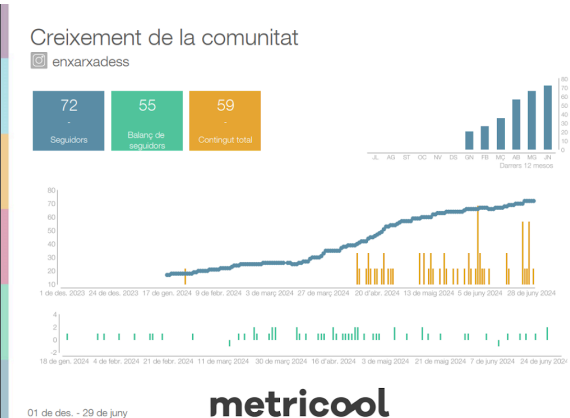 Creixement de la comunitat
enxarxadess
72
-
Seguidors
55
-
Balanç de
seguidors
59
-
Contingut total
80
70
60
50
40
30
20
10
0
JL AG ST OC NV DS GN FB MÇ AB MG JN
Darrers 12 mesos
80
70
60
50
40
30
20
10
1 de des. 2023 24 de des. 2023 17 de gen. 2024 9 de febr. 2024 3 de març 2024 27 de març 2024 20 d'abr. 2024 13 de maig 2024 5 de juny 2024 28 de juny 2024
4
2
0
-2
18 de gen. 2024 4 de febr. 2024 21 de febr. 2024 11 de març 2024 30 de març 2024 16 d'abr. 2024 3 de maig 2024 21 de maig 2024 7 de juny 2024 24 de juny 2024
01 de des. - 29 de juny
metricool